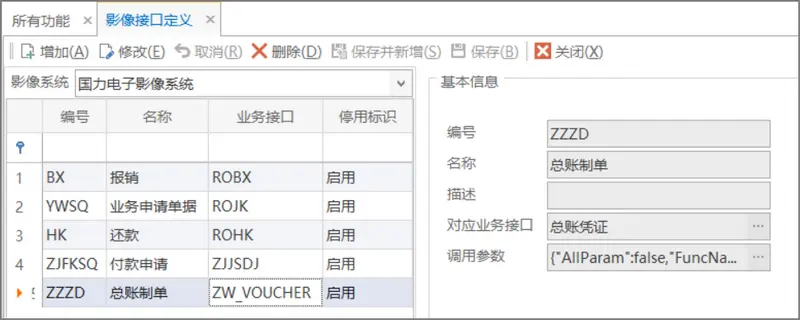 所有功能 影像接口定义 ×
增加(A) 修改(E) 取消(R) 删除(D) 保存并新增(S) 保存(B) 关闭(X)
影像系统 国力电子影像系统
编号 名称 业务接口 停用标识
1 BX 报销 ROBX 启用
2 YWSQ 业务申请单据 ROJK 启用
3 HK 还款 ROHK 启用
4 ZJFKSQ 付款申请 ZJJSDJ 启用
5 ZZZD 总账制单 ZW_VOUCHER 启用
基本信息
编号 ZZZD
名称 总账制单
描述
对应业务接口 总账凭证 ...
调用参数 {"AllParam":false,"FuncNa... ...